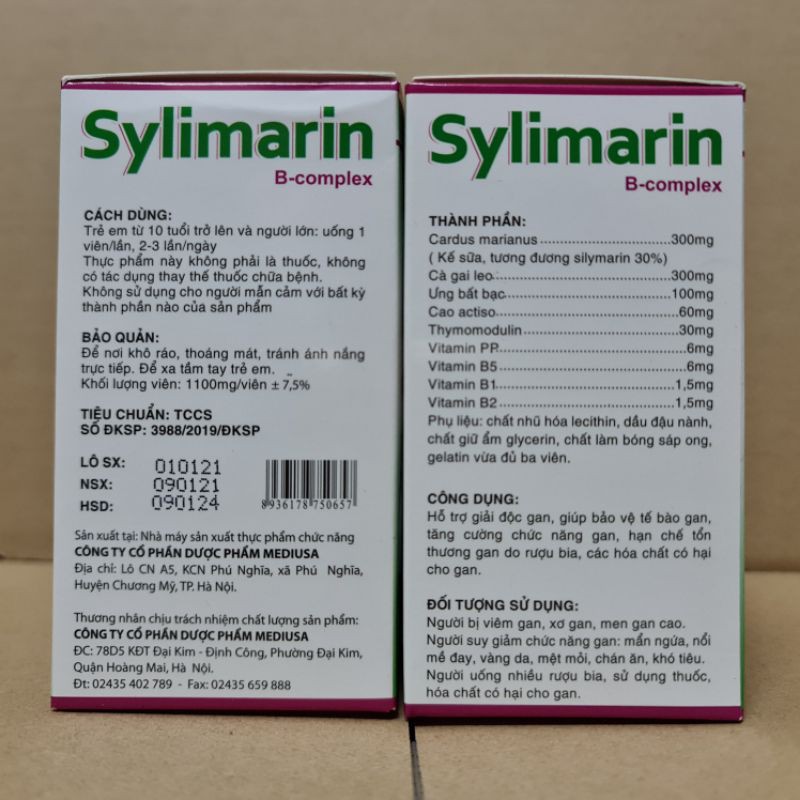 Sylimarin
B-complex
CÁCH DÙNG:
Trẻ em từ 10 tuổi trở lên và người lớn: uống 1
viên/lần, 2-3 lần/ngày
Thực phẩm này không phải là thuốc, không
có tác dụng thay thế thuốc chữa bệnh.
Không sử dụng cho người mẫn cảm với bất kỳ
thành phần nào của sản phẩm
BẢO QUẢN:
Để nơi khô ráo, thoáng mát, tránh ánh nắng
trực tiếp. Để xa tầm tay trẻ em.
Khối lượng viên: 1100mg/viên ± 7,5%
TIÊU CHUẨN: TCCS
SỐ ĐKSP: 3988/2019/ĐKSP
LÔ SX: 010121
NSX: 090121
HSD: 090124
8936178750657
Sản xuất tại: Nhà máy sản xuất thực phẩm chức năng
CÔNG TY CỔ PHẦN DƯỢC PHẨM MEDIUSA
Địa chỉ: Lô CN A5, KCN Phú Nghĩa, xã Phú Nghĩa,
Huyện Chương Mỹ, TP. Hà Nội.
Thương nhân chịu trách nhiệm chất lượng sản phẩm:
CÔNG TY CỔ PHẦN DƯỢC PHẨM MEDIUSA
ĐC: 78D5 KĐT Đại Kim - Định Công, Phường Đại Kim,
Quận Hoàng Mai, Hà Nội.
Đt: 02435 402 789 - Fax: 02435 659 888
Sylimarin
B-complex
THÀNH PHẦN:
Cardus marianus.......................300mg
( Kế sữa, tương đương silymarin 30%)
Cà gai leo.................................300mg
Ưng bất bạc..............................100mg
Cao actiso..................................60mg
Thymomodulin...........................30mg
Vitamin PP...................................6mg
Vitamin B5...................................6mg
Vitamin B1................................1,5mg
Vitamin B2................................1,5mg
Phụ liệu: chất nhũ hóa lecithin, dầu đậu nành,
chất giữ ẩm glycerin, chất làm bóng sáp ong,
gelatin vừa đủ ba viên.
CÔNG DỤNG:
Hỗ trợ giải độc gan, giúp bảo vệ tế bào gan,
tăng cường chức năng gan, hạn chế tổn
thương gan do rượu bia, các hóa chất có hại
cho gan.
ĐỐI TƯỢNG SỬ DỤNG:
Người bị viêm gan, xơ gan, men gan cao.
Người suy giảm chức năng gan: mẩn ngứa, nổi
mề đay, vàng da, mệt mỏi, chán ăn, khó tiêu.
Người uống nhiều rượu bia, sử dụng thuốc,
hóa chất có hại cho gan.